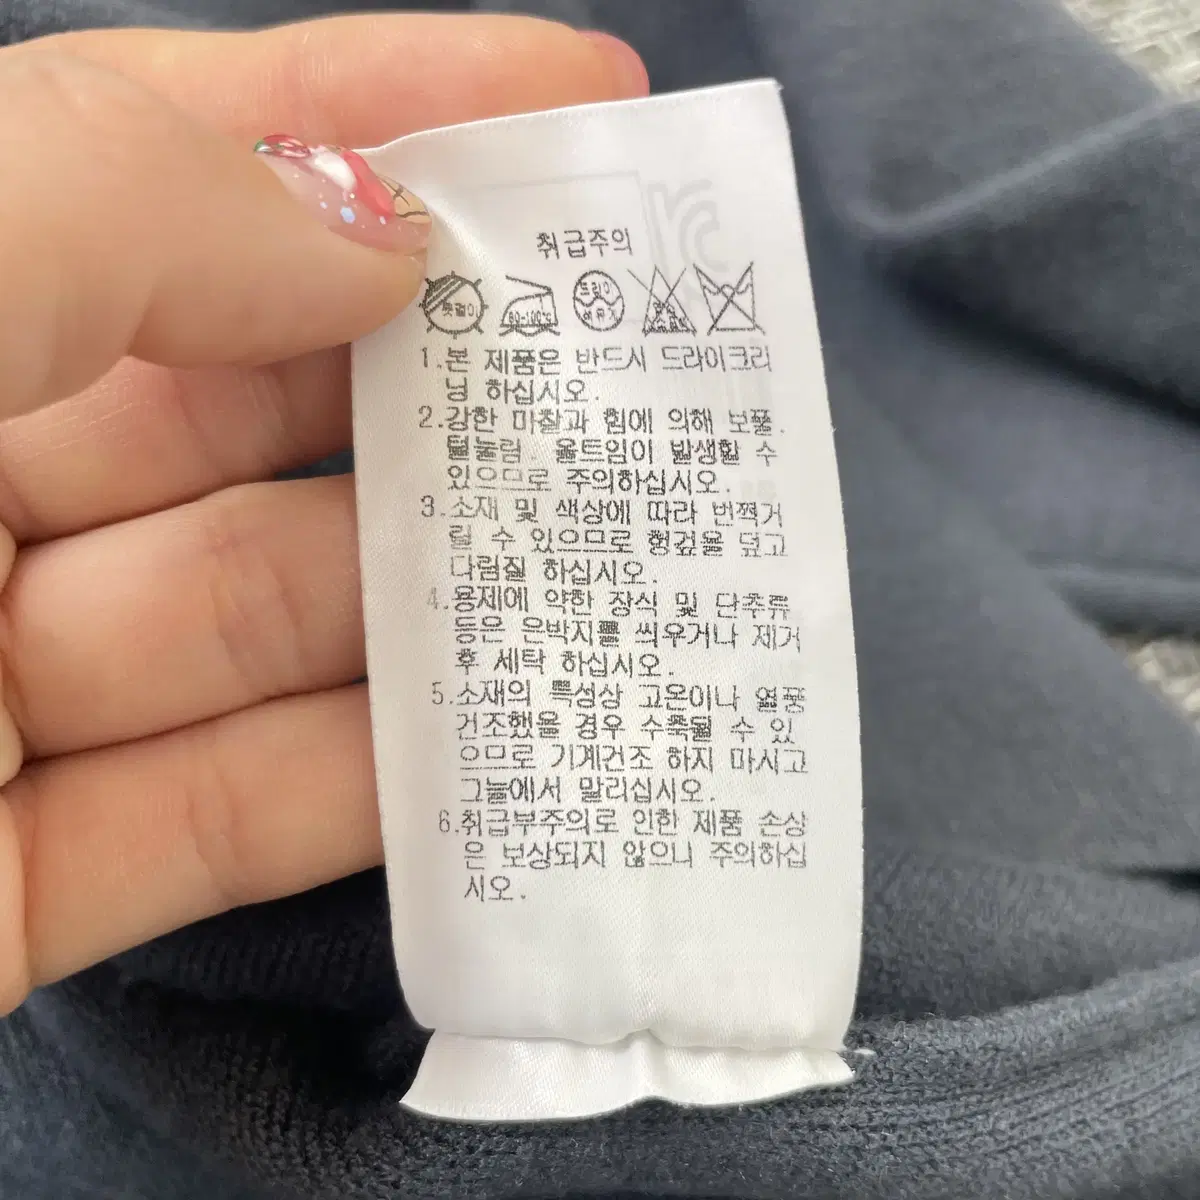 취급주의
옷걸이 80-100℃ 드라이
1.본 제품은 반드시 드라이크리
닝 하십시오.
2.강한 마찰과 힘에 의해 보풀.
털눌림. 올트임이 발생할 수
있으므로 주의하십시오.
3.소재 및 색상에 따라 번쩍거
릴 수 있으므로 헝겊을 덮고
다림질 하십시오.
4.용제에 약한 장식 및 단추류
등은 은박지를 씌우거나 제거
후 세탁 하십시오.
5.소재의 특성상 고온이나 열풍
건조했을 경우 수축될 수 있
으므로 기계건조 하지 마시고
그늘에서 말리십시오.
6.취급부주의로 인한 제품 손상
은 보상되지 않으니 주의하십
시오.